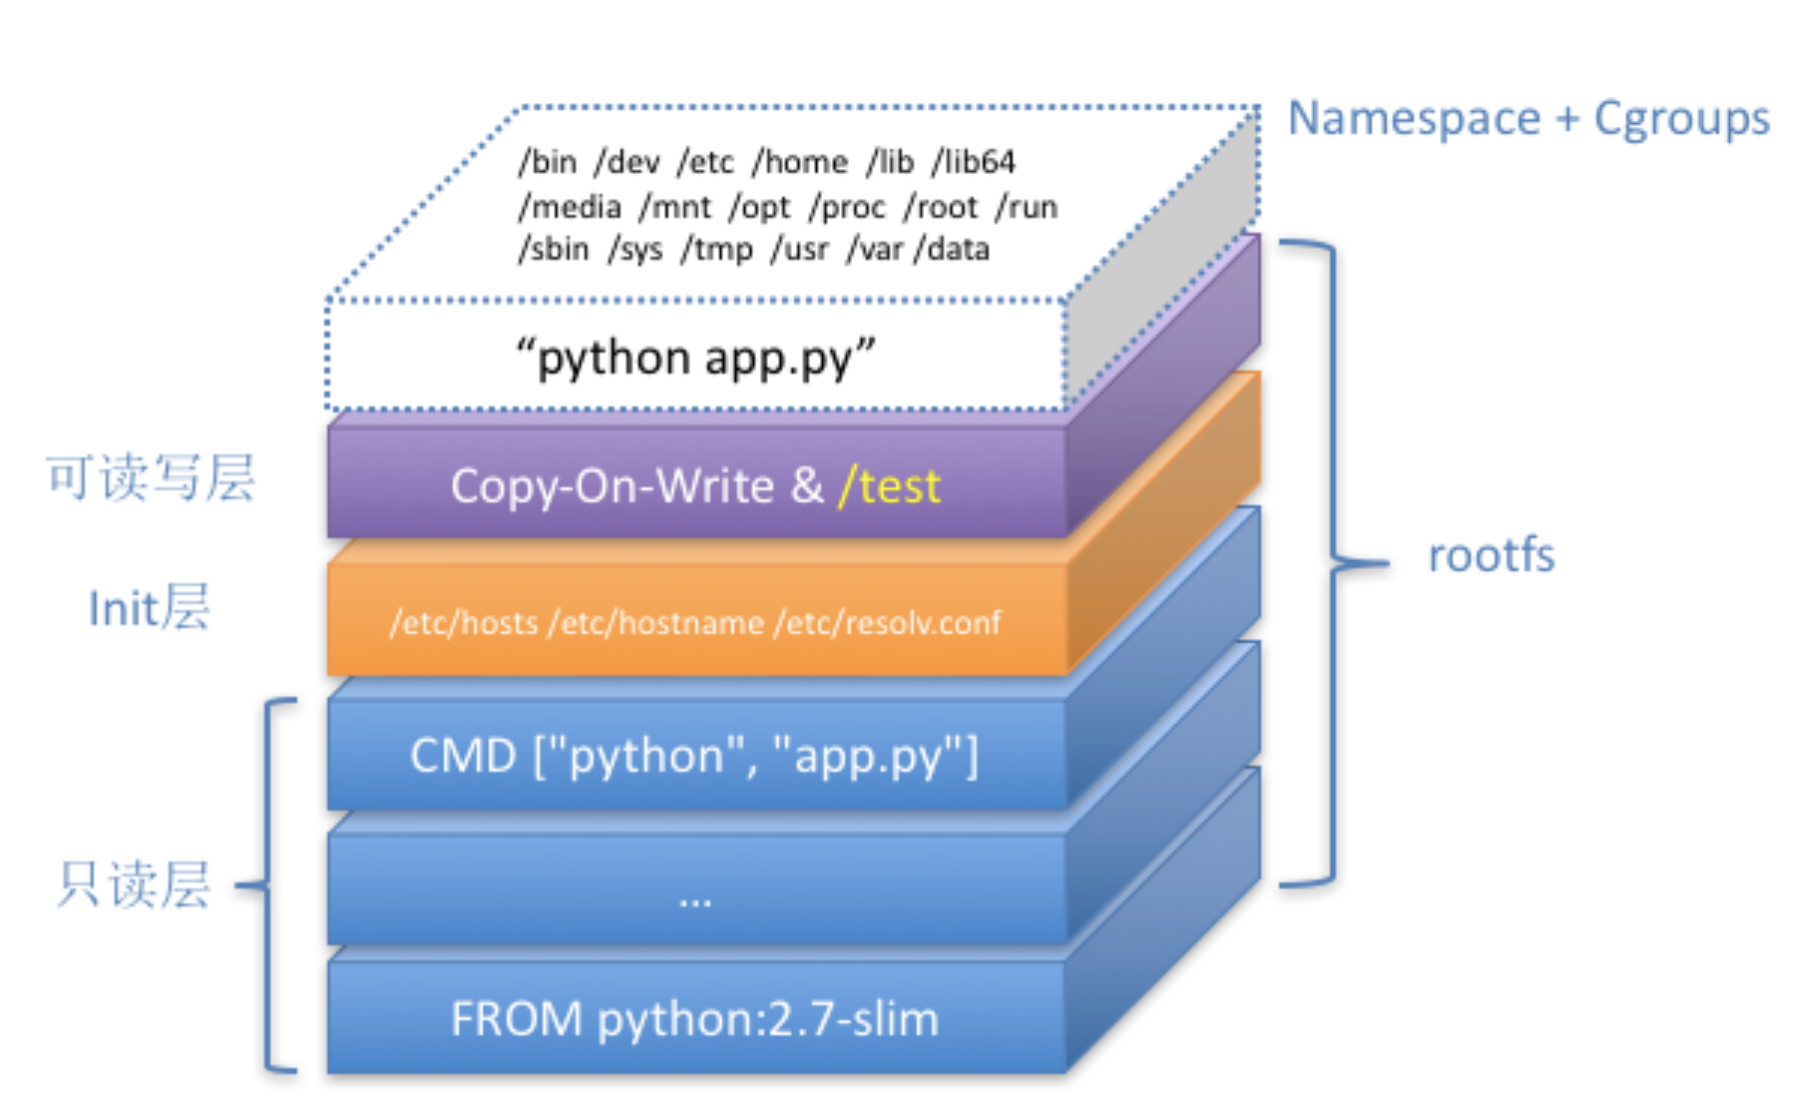 Namespace + Cgroups
/bin /dev /etc /home /lib /lib64
/media /mnt /opt /proc /root /run
/sbin /sys /tmp /usr /var /data
“python app.py”
可读写层
Copy-On-Write & /test
Init层
/etc/hosts /etc/hostname /etc/resolv.conf
rootfs
CMD ["python", "app.py"]
只读层
...
FROM python:2.7-slim